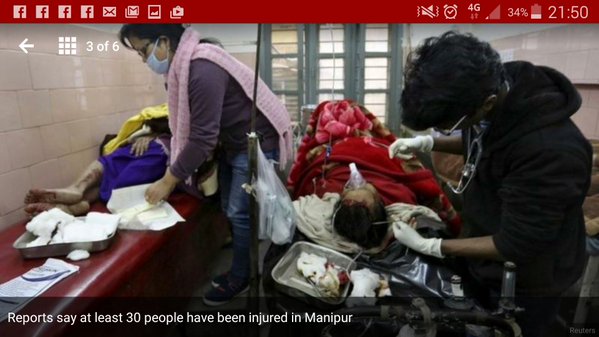 4G
34%
21:50
3 of 6
Reports say at least 30 people have been injured in Manipur
Reuters